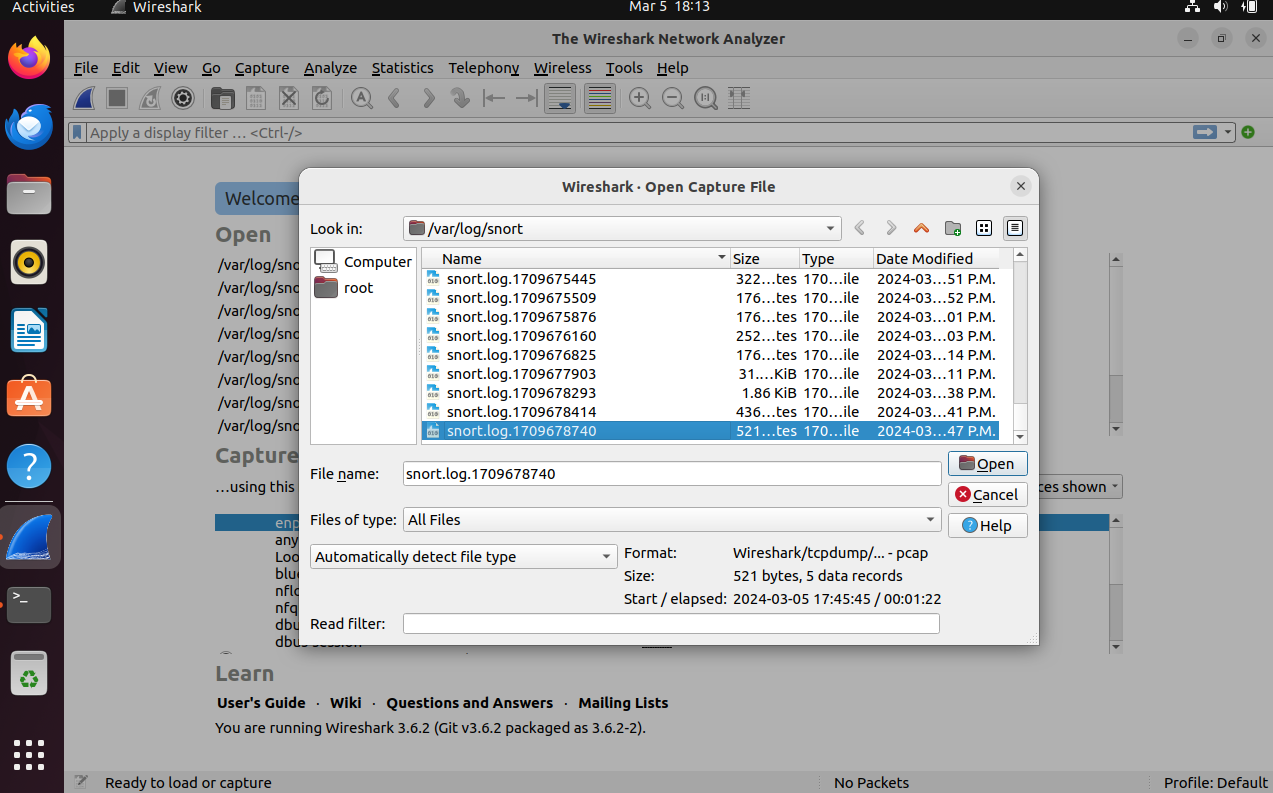 Activities Wireshark Mar 5 18:13
The Wireshark Network Analyzer
File Edit View Go Capture Analyze Statistics Telephony Wireless Tools Help
Apply a display filter … <Ctrl-/>
Wireshark · Open Capture File
Welcome
Look in: /var/log/snort
Open
Name Size Type Date Modified
Computer
root
/var/log/sno
/var/log/sno
/var/log/sno
/var/log/sno
/var/log/sno
/var/log/sno
/var/log/sno
/var/log/sno
snort.log.1709675445 322…tes 170…ile 2024-03…51 P.M.
snort.log.1709675509 176…tes 170…ile 2024-03…52 P.M.
snort.log.1709675876 176…tes 170…ile 2024-03…01 P.M.
snort.log.1709676160 252…tes 170…ile 2024-03…03 P.M.
snort.log.1709676825 176…tes 170…ile 2024-03…14 P.M.
snort.log.1709677903 31.…KiB 170…ile 2024-03…11 P.M.
snort.log.1709678293 1.86 KiB 170…ile 2024-03…38 P.M.
snort.log.1709678414 436…tes 170…ile 2024-03…41 P.M.
snort.log.1709678740 521…tes 170…ile 2024-03…47 P.M.
Capture
File name: snort.log.1709678740 Open
…using this Cancel ces shown
Files of type: All Files Help
enp
any
Loo
blue
nflo
nfq
dbu
dbus-session
Automatically detect file type
Format: Wireshark/tcpdump/... - pcap
Size: 521 bytes, 5 data records
Start / elapsed: 2024-03-05 17:45:45 / 00:01:22
Read filter:
Learn
User's Guide · Wiki · Questions and Answers · Mailing Lists
You are running Wireshark 3.6.2 (Git v3.6.2 packaged as 3.6.2-2).
Ready to load or capture No Packets Profile: Default